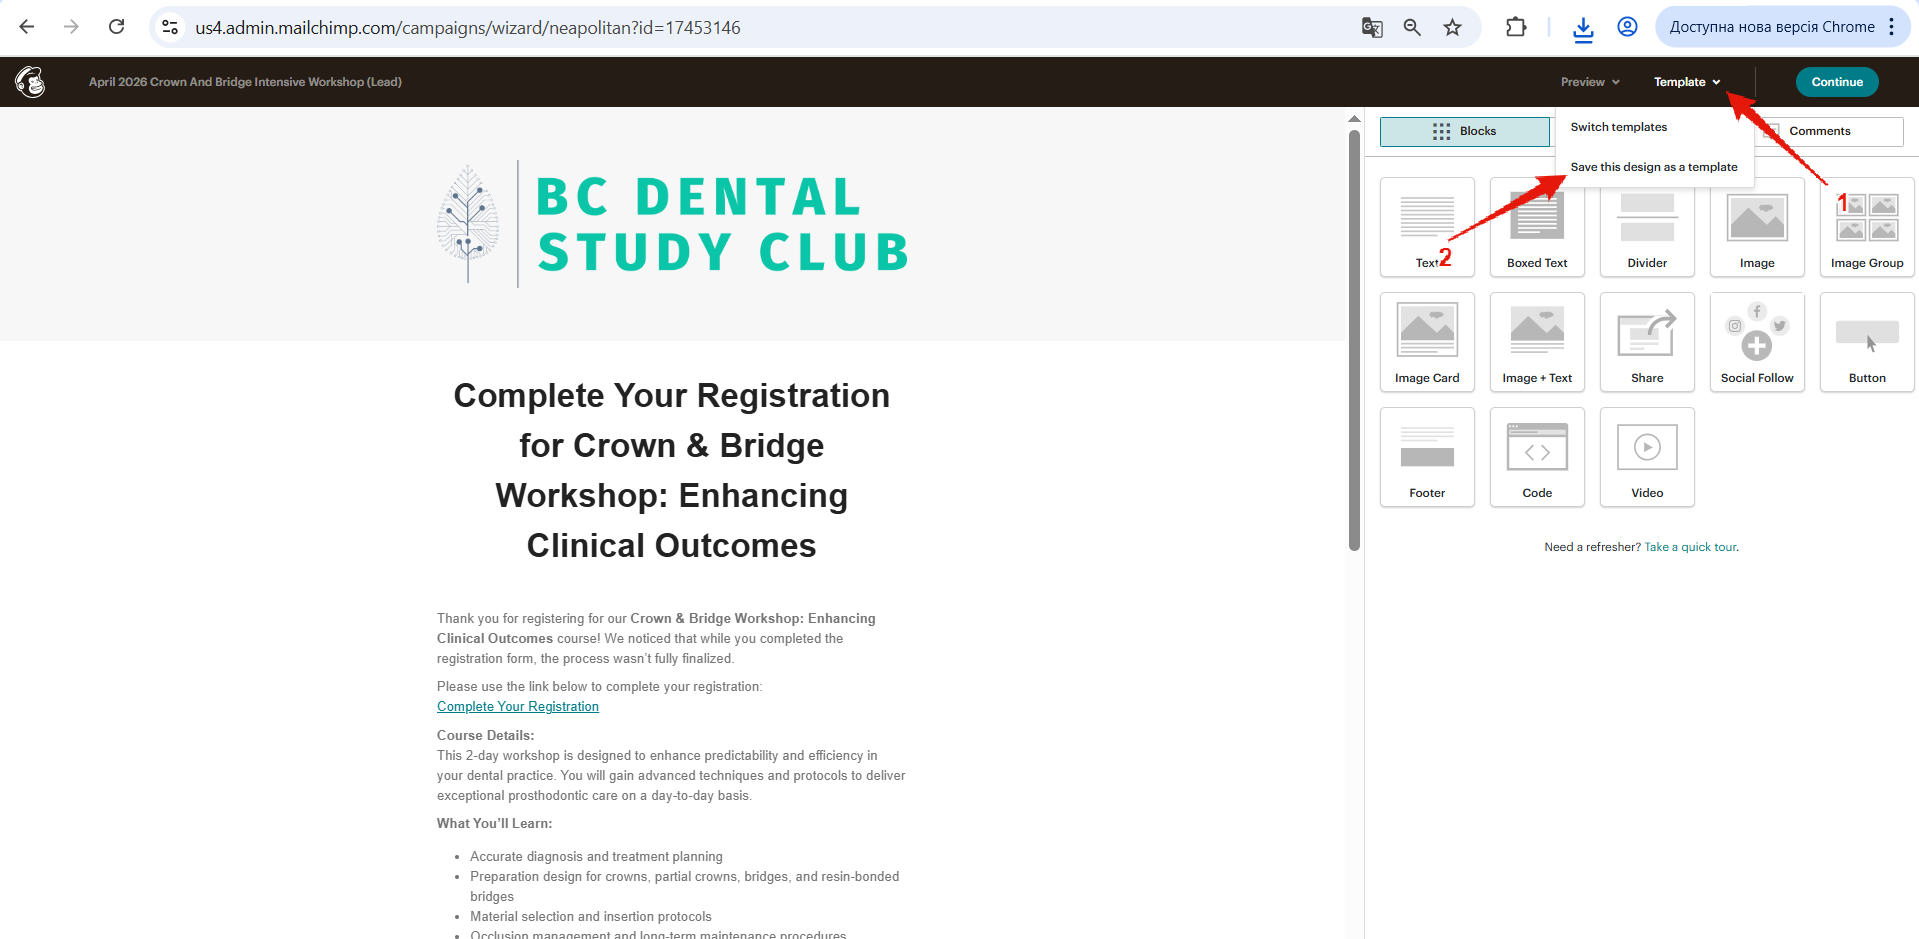 us4.admin.mailchimp.com/campaigns/wizard/neapolitan?id=17453146
Доступна нова версія Chrome
April 2026 Crown And Bridge Intensive Workshop (Lead)
Preview
Template
Continue
Blocks
Switch templates
Comments
Save this design as a template
1
2
BC DENTAL
STUDY CLUB
Text
Boxed Text
Divider
Image
Image Group
Image Card
Image + Text
Share
Social Follow
Button
Footer
Code
Video
Need a refresher? Take a quick tour.
Complete Your Registration
for Crown & Bridge
Workshop: Enhancing
Clinical Outcomes
Thank you for registering for our Crown & Bridge Workshop: Enhancing
Clinical Outcomes course! We noticed that while you completed the
registration form, the process wasn't fully finalized.
Please use the link below to complete your registration:
Complete Your Registration
Course Details:
This 2-day workshop is designed to enhance predictability and efficiency in
your dental practice. You will gain advanced techniques and protocols to deliver
exceptional prosthodontic care on a day-to-day basis.
What You'll Learn:
Accurate diagnosis and treatment planning
Preparation design for crowns, partial crowns, bridges, and resin-bonded
bridges
Material selection and insertion protocols
Occlusion management and long-term maintenance procedures